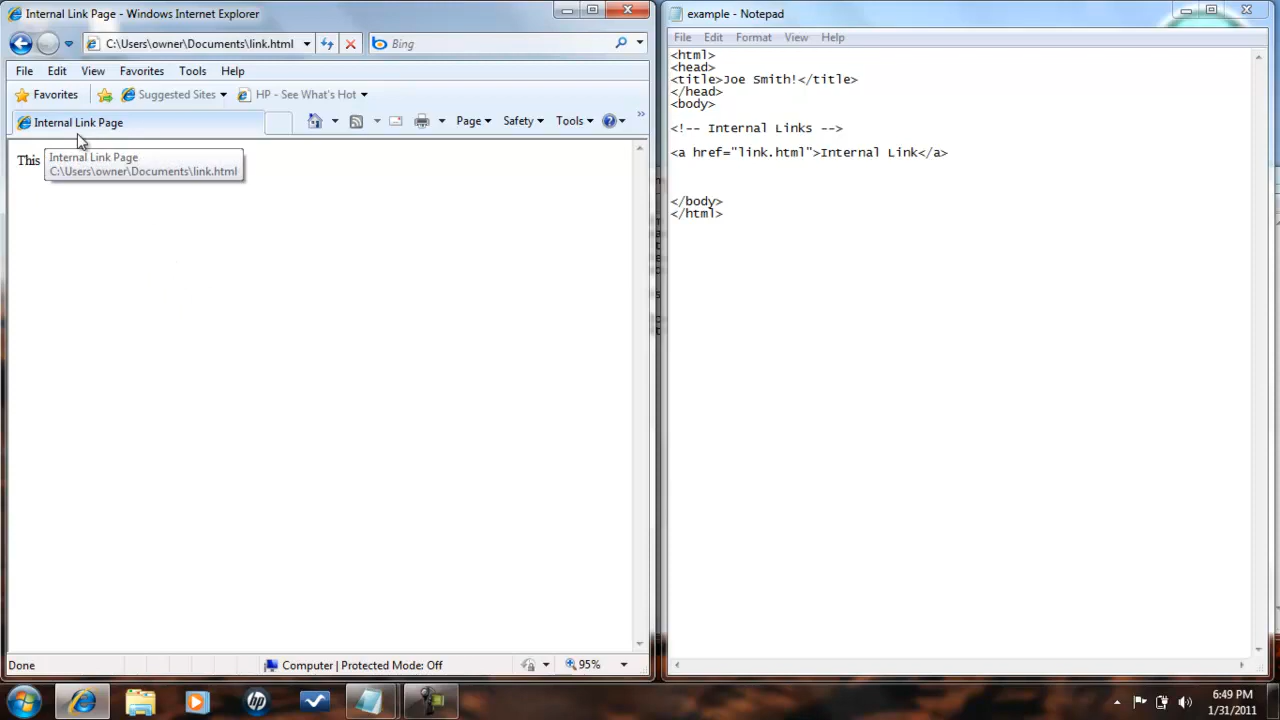 Internal Link Page - Windows Internet Explorer
C:\Users\owner\Documents\link.html
Bing
File Edit View Favorites Tools Help
Favorites Suggested Sites HP - See What's Hot
Internal Link Page
Page Safety Tools »
This
Internal Link Page
C:\Users\owner\Documents\link.html
Done
Computer | Protected Mode: Off
95%
example - Notepad
File Edit Format View Help
<html>
<head>
<title>Joe Smith!</title>
</head>
<body>
<!-- Internal Links -->
<a href="link.html">Internal Link</a>
</body>
</html>
hp
6:49 PM
1/31/2011